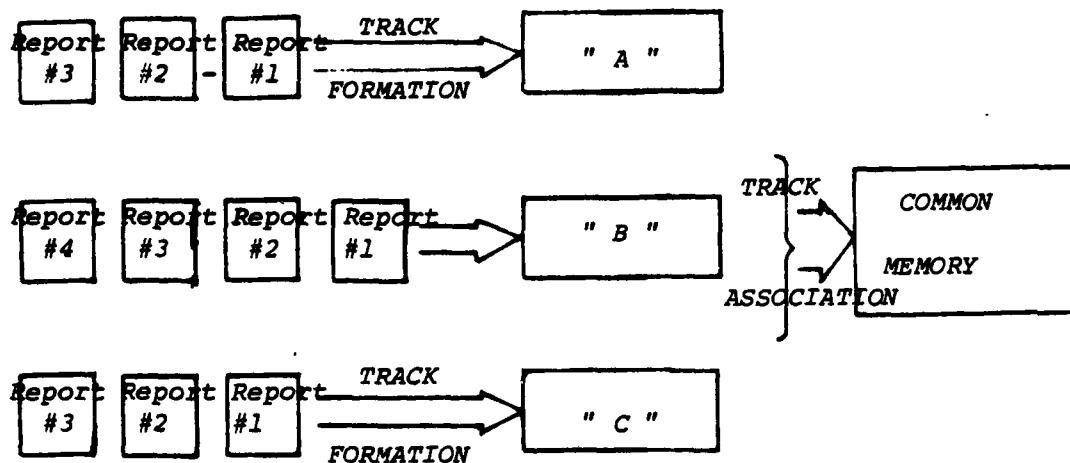 TRACK
Report Report Report
#3 #2 - #1
" A "
FORMATION
TRACK
COMMON
Report Report Report Report
#4 #3 #2 #1
" B "
MEMORY
ASSOCIATION
TRACK
Report Report Report
#3 #2 #1
" C "
FORMATION